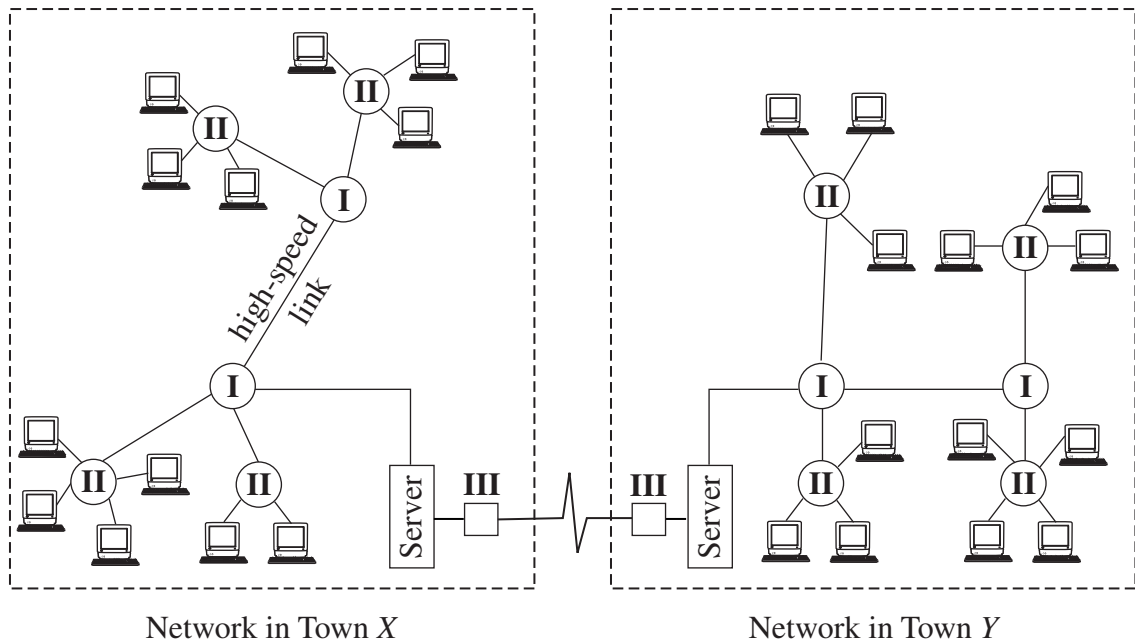 II
II
I
high-speed
link
I
II
II
Server
III
Network in Town X
II
II
I
I
II
II
III
Server
Network in Town Y